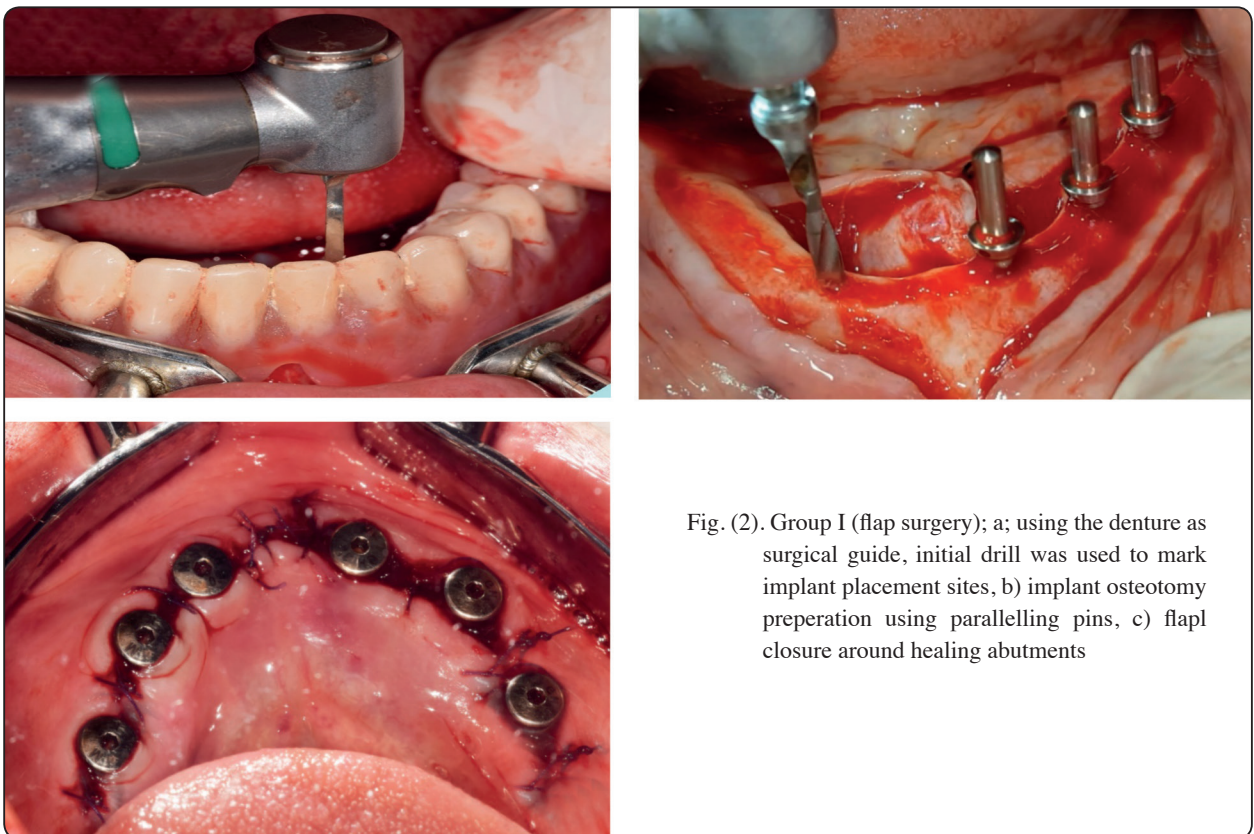 Fig. (2). Group I (flap surgery); a; using the denture as
surgical guide, initial drill was used to mark
implant placement sites, b) implant osteotomy
preperation using parallelling pins, c) flapl
closure around healing abutments